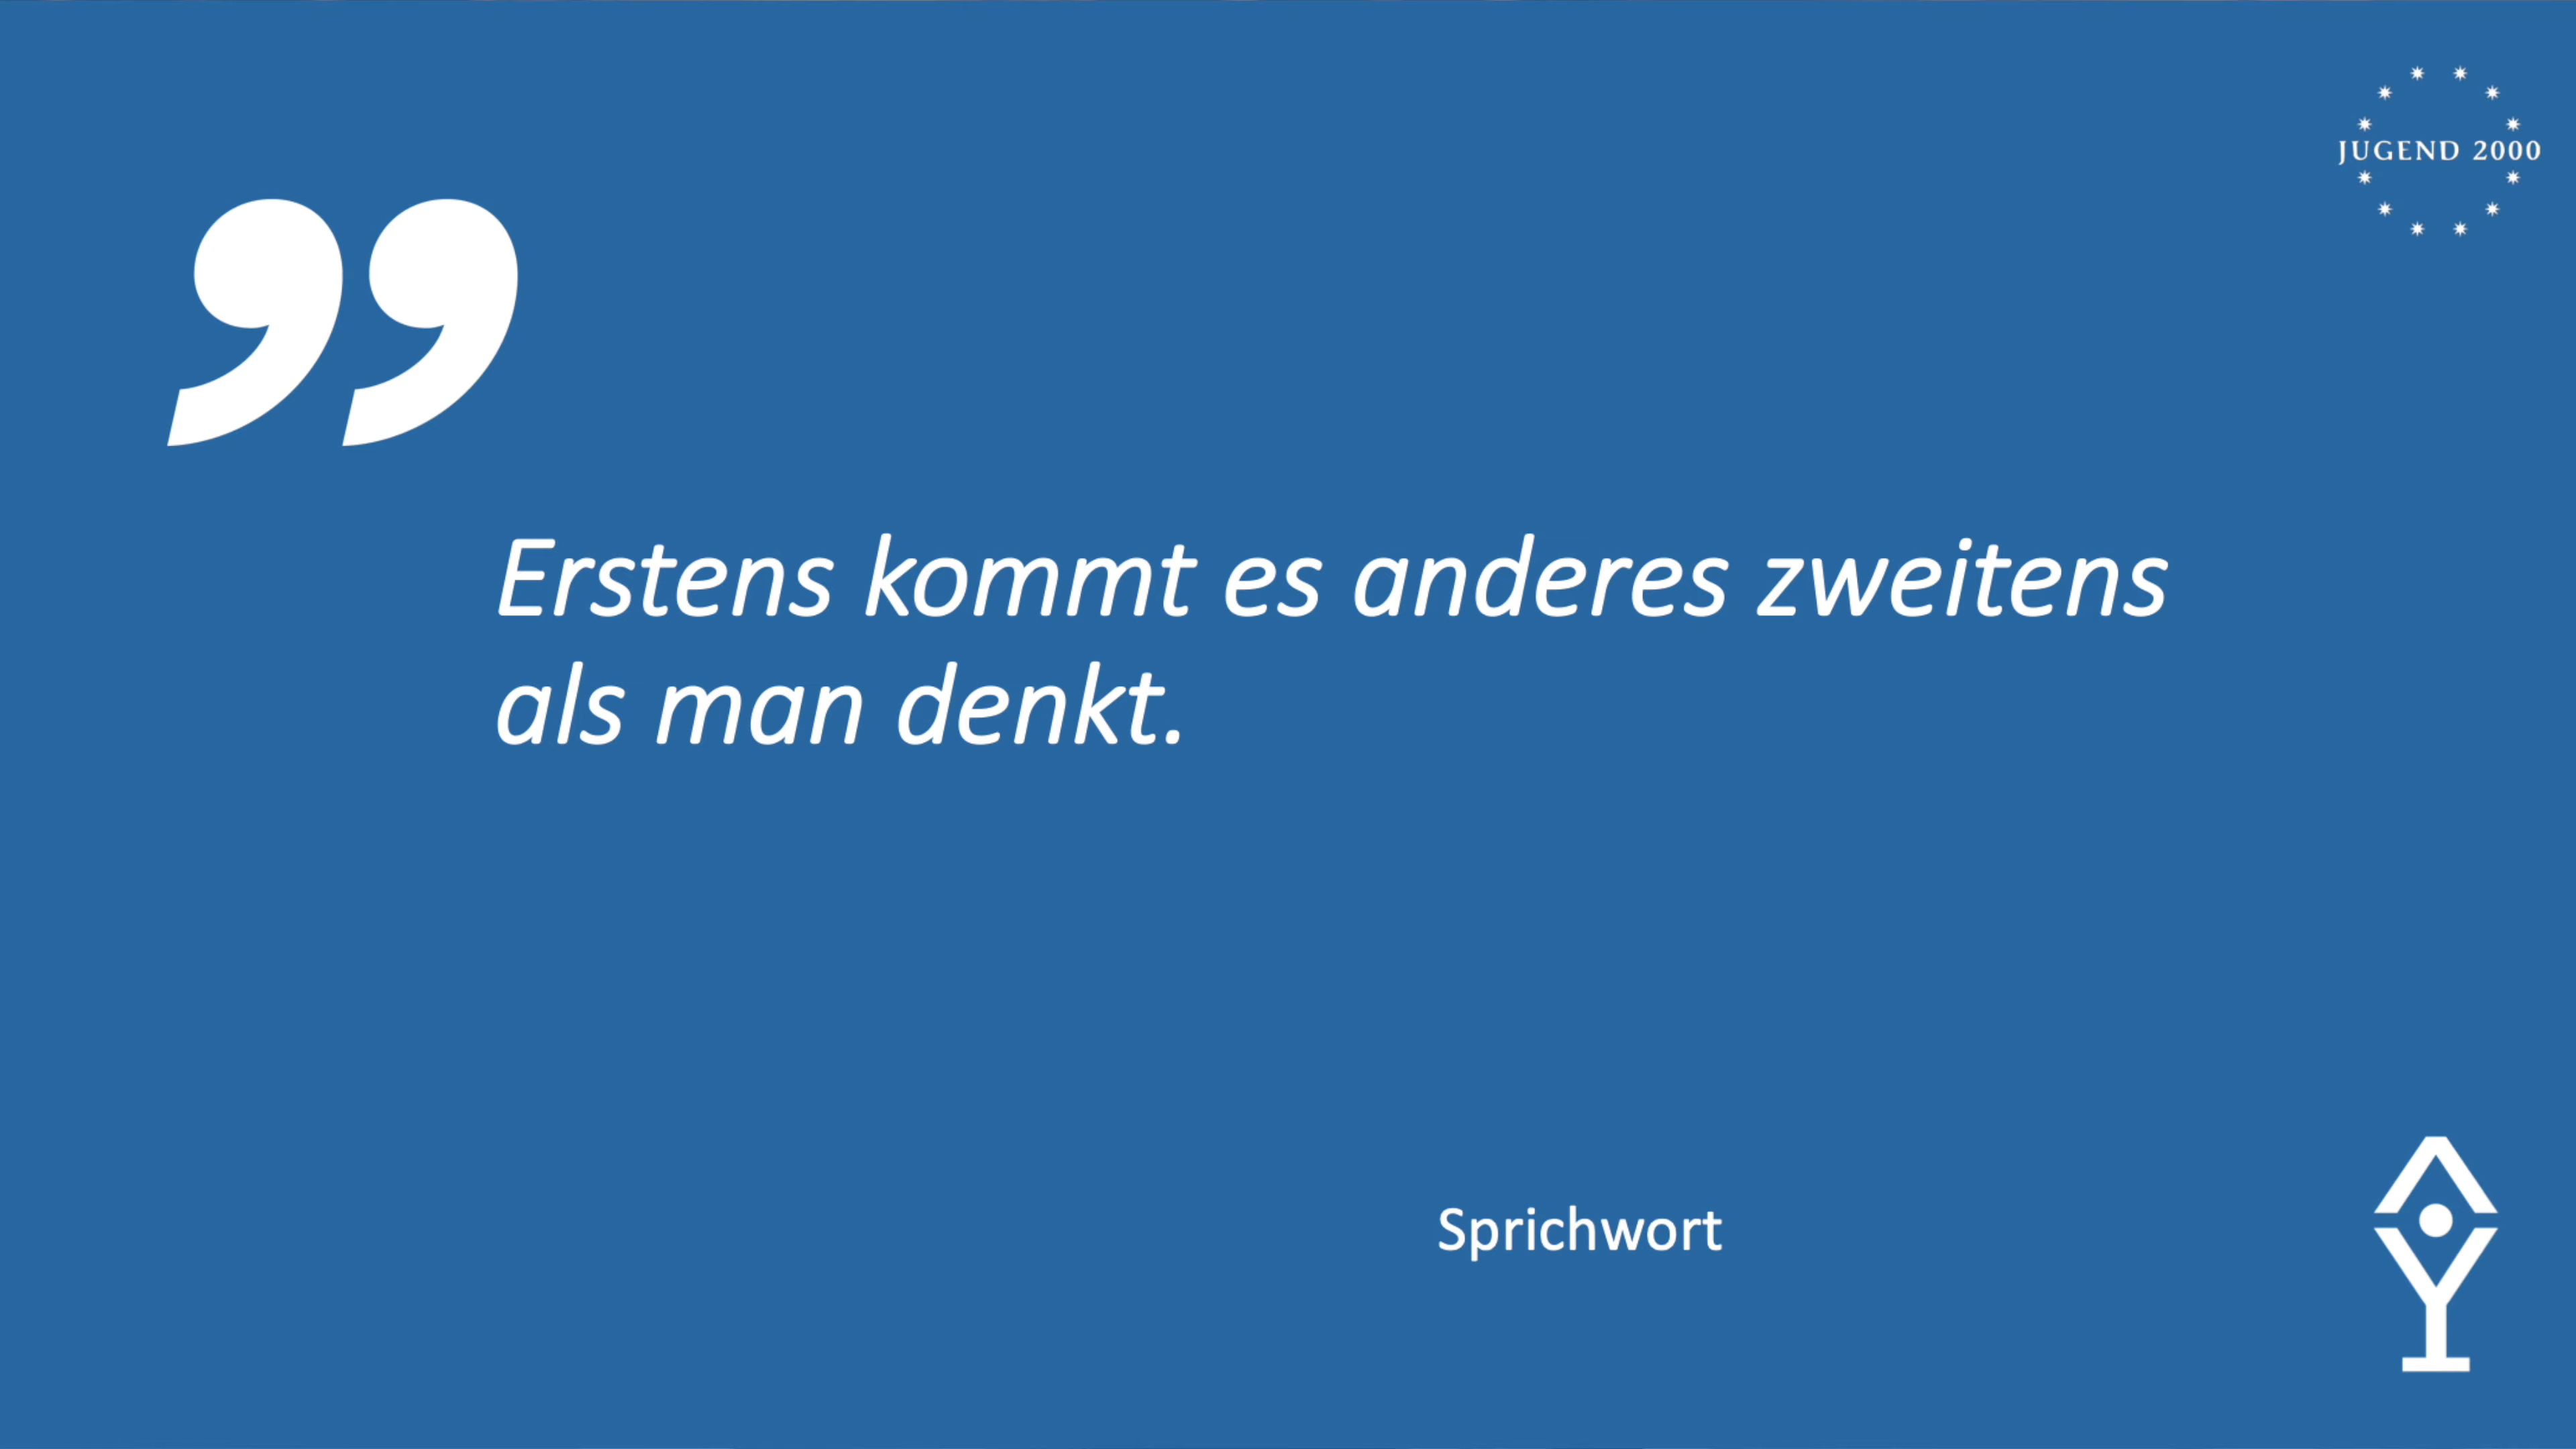 JUGEND 2000
”
Erstens kommt es anderes zweitens
als man denkt.
Sprichwort